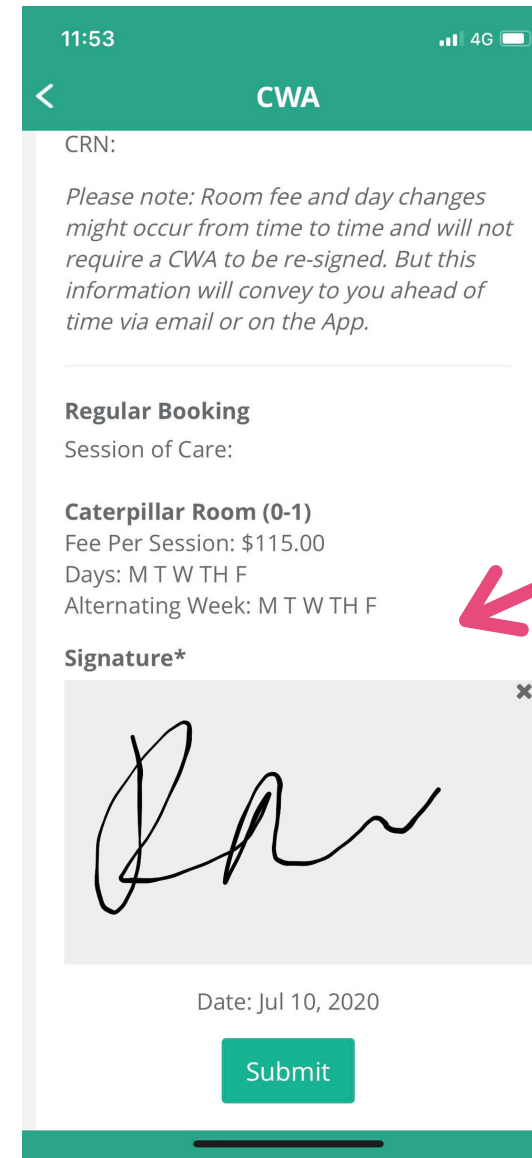 11:53 4G
CWA
CRN:
Please note: Room fee and day changes
might occur from time to time and will not
require a CWA to be re-signed. But this
information will convey to you ahead of
time via email or on the App.
Regular Booking
Session of Care:
Caterpillar Room (0-1)
Fee Per Session: $115.00
Days: M T W TH F
Alternating Week: M T W TH F
Signature*
Date: Jul 10, 2020
Submit